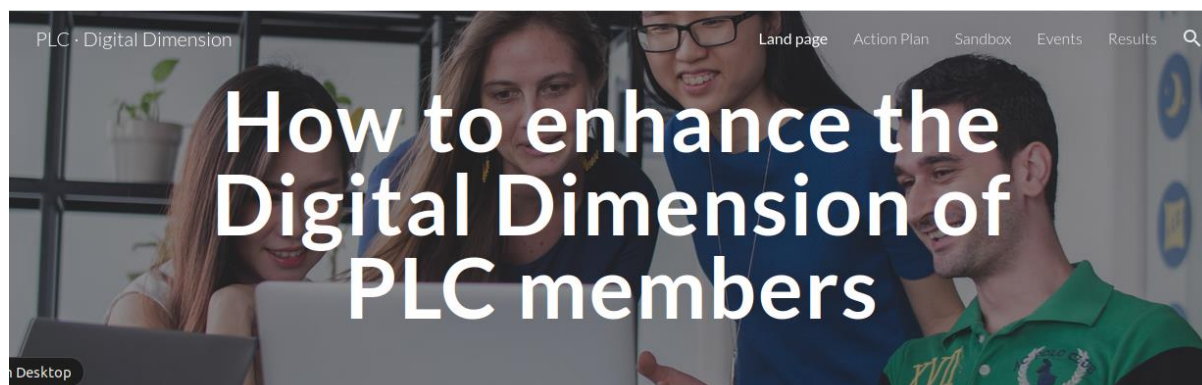 PLC · Digital Dimension
Land page Action Plan Sandbox Events Results
How to enhance the
Digital Dimension of
PLC members
Desktop
XVII